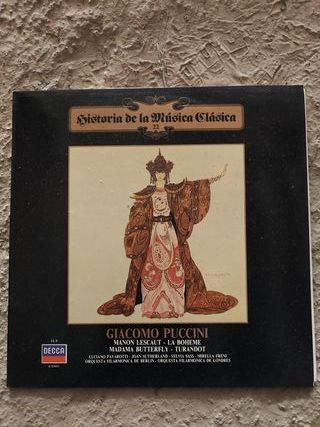 Historia de la Música Clásica
22
GIACOMO PUCCINI
MANON LESCAUT - LA BOHEME
MADAMA BUTTERFLY - TURANDOT
LUCIANO PAVAROTTI - JOAN SUTHERLAND - SYLVIA SASS - MIRELLA FRENI
ORQUESTA FILARMONICA DE BERLIN - ORQUESTA FILARMONICA DE LONDRES
DECCA